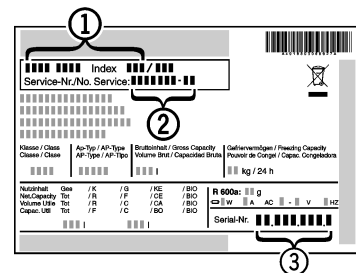 1
Index /
Service-Nr./No. Service: -
2
Klasse / Class
Classe / Clase
Ap-Typ / AP-Type
AP-Type / AP-Tipo
Bruttoinhalt / Gross Capacity
Volume Brut / Capacidad Bruta
Gefriervermögen / Freezing Capacity
Pouvoir de Congel / Capac. Congeladora
l
kg / 24 h
Nutzinhalt Ges / K / G / KE / BIO
Net.Capacity Tot / R / F / CE / BIO
Volume Utile Tot / R / C / CA / BIO
Capac. Util Tot / F / C / BO / BIO
l l
R 600a: g
W A AC - V HZ
Serial-Nr. . . .
3